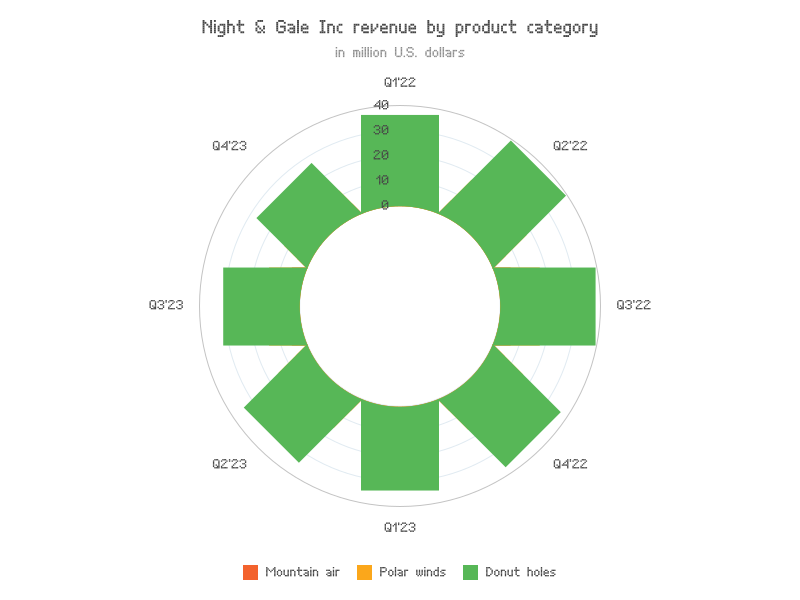 Night & Gale Inc revenue by product category
in million U.S. dollars
Q1'22
40
30
20
10
0
Q4'23
Q2'22
Q3'23
Q3'22
Q2'23
Q4'22
Q1'23
Mountain air
Polar winds
Donut holes